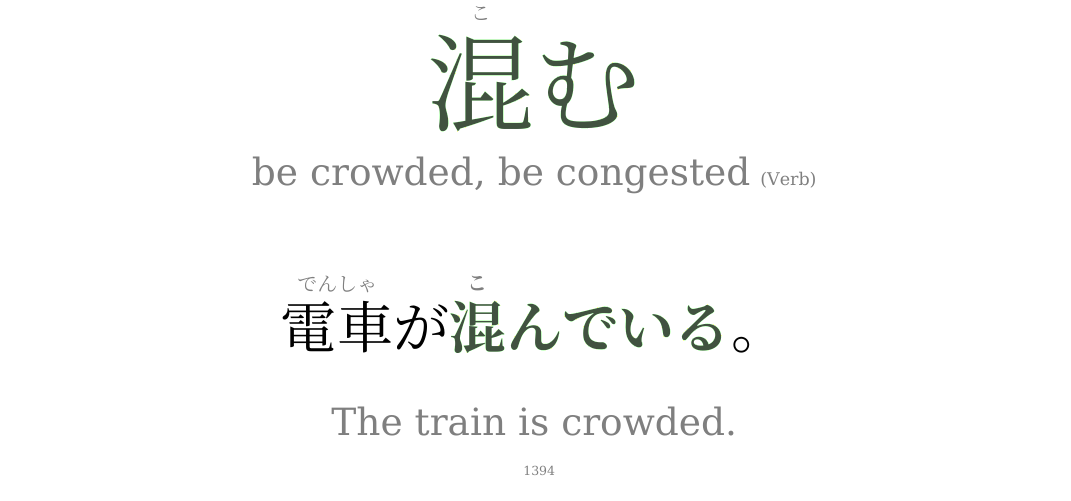 こ
混む
be crowded, be congested (Verb)
でんしゃ こ
電車が混んでいる。
The train is crowded.
1394